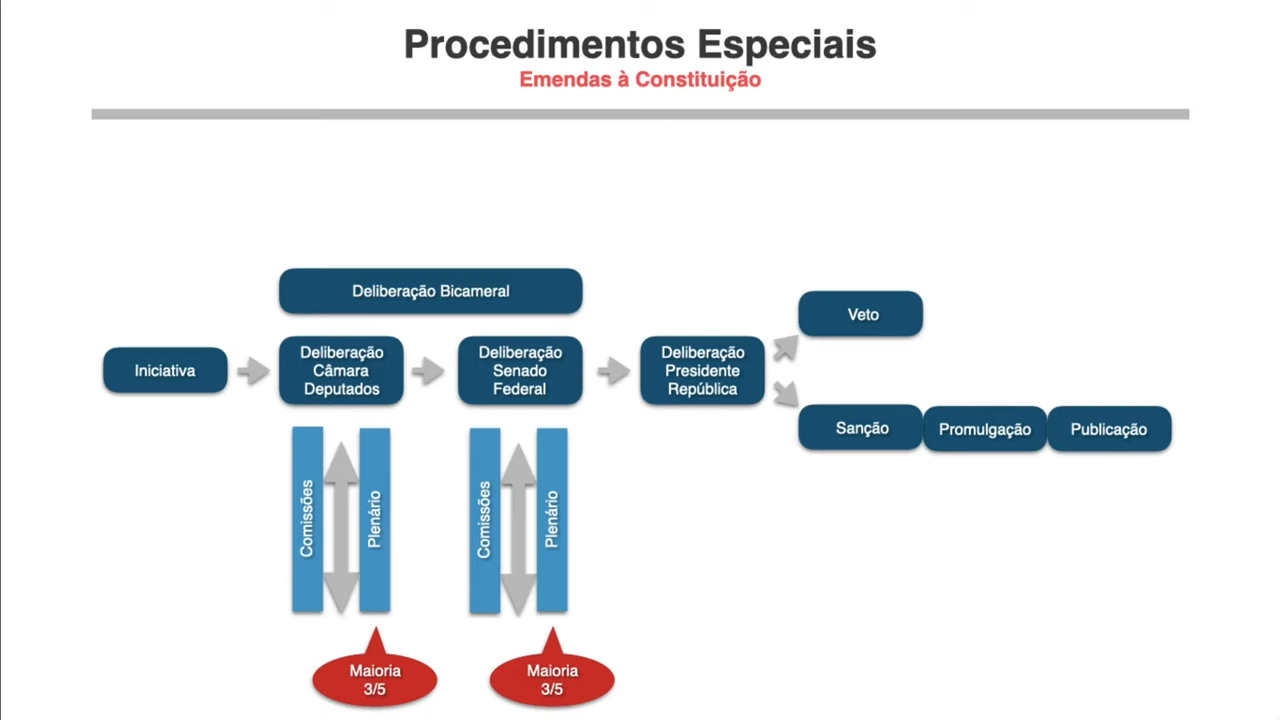 Procedimentos Especiais
Emendas à Constituição
Deliberação Bicameral
Iniciativa
Deliberação
Câmara
Deputados
Deliberação
Senado
Federal
Deliberação
Presidente
República
Veto
Sanção
Promulgação
Publicação
Comissões
Plenário
Comissões
Plenário
Maioria
3/5
Maioria
3/5